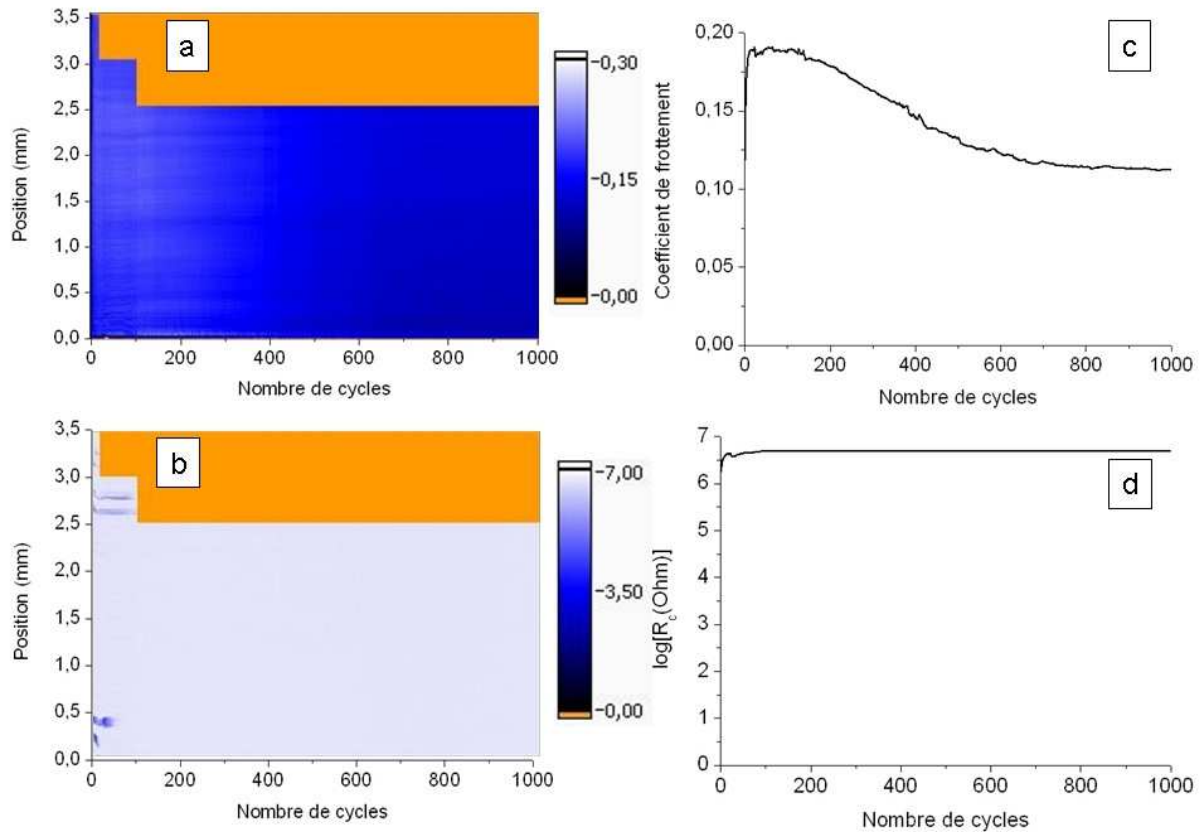 a
3,5
3,0
2,5
2,0
1,5
1,0
0,5
0,0
Position (mm)
0 200 400 600 800 1000
Nombre de cycles
-0,30
-0,15
-0,00
c
0,20
0,15
0,10
0,05
0,00
Coefficient de frottement
0 200 400 600 800 1000
Nombre de cycles
b
3,5
3,0
2,5
2,0
1,5
1,0
0,5
0,0
Position (mm)
0 200 400 600 800 1000
Nombre de cycles
-7,00
-3,50
-0,00
d
7
6
5
4
3
2
1
0
log[Rc(Ohm)]
0 200 400 600 800 1000
Nombre de cycles